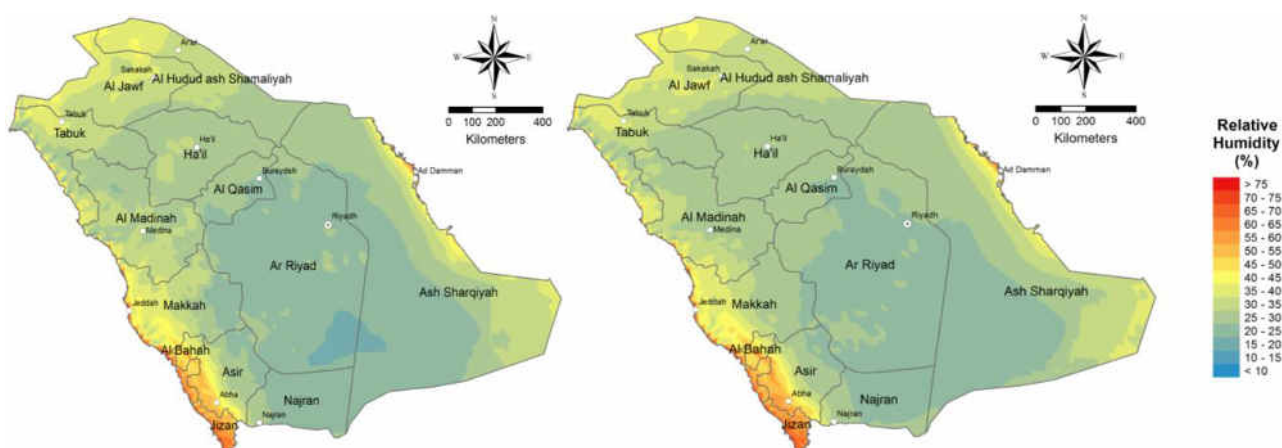 N
W E
S
0 100 200 400
Kilometers
Ar'ar
Sakakah
Al Hudud ash Shamaliyah
Al Jawf
Tabuk
Tabuk
Ha'il
Ha'il
Buraydah
Al Qasim
Ad Damman
Al Madinah
Medina
Riyadh
Ar Riyad
Ash Sharqiyah
Jeddah
Makkah
Al Bahah
Asir
Abha
Najran
Najran
Jizan
N
W E
S
0 100 200 400
Kilometers
Ar'ar
Sakakah
Al Hudud ash Shamaliyah
Al Jawf
Tabuk
Tabuk
Ha'il
Ha'il
Buraydah
Al Qasim
Ad Damman
Al Madinah
Medina
Riyadh
Ar Riyad
Ash Sharqiyah
Jeddah
Makkah
Al Bahah
Asir
Abha
Najran
Najran
Jizan
Relative
Humidity
(%)
> 75
70 - 75
65 - 70
60 - 65
55 - 60
50 - 55
45 - 50
40 - 45
35 - 40
30 - 35
25 - 30
20 - 25
15 - 20
10 - 15
< 10